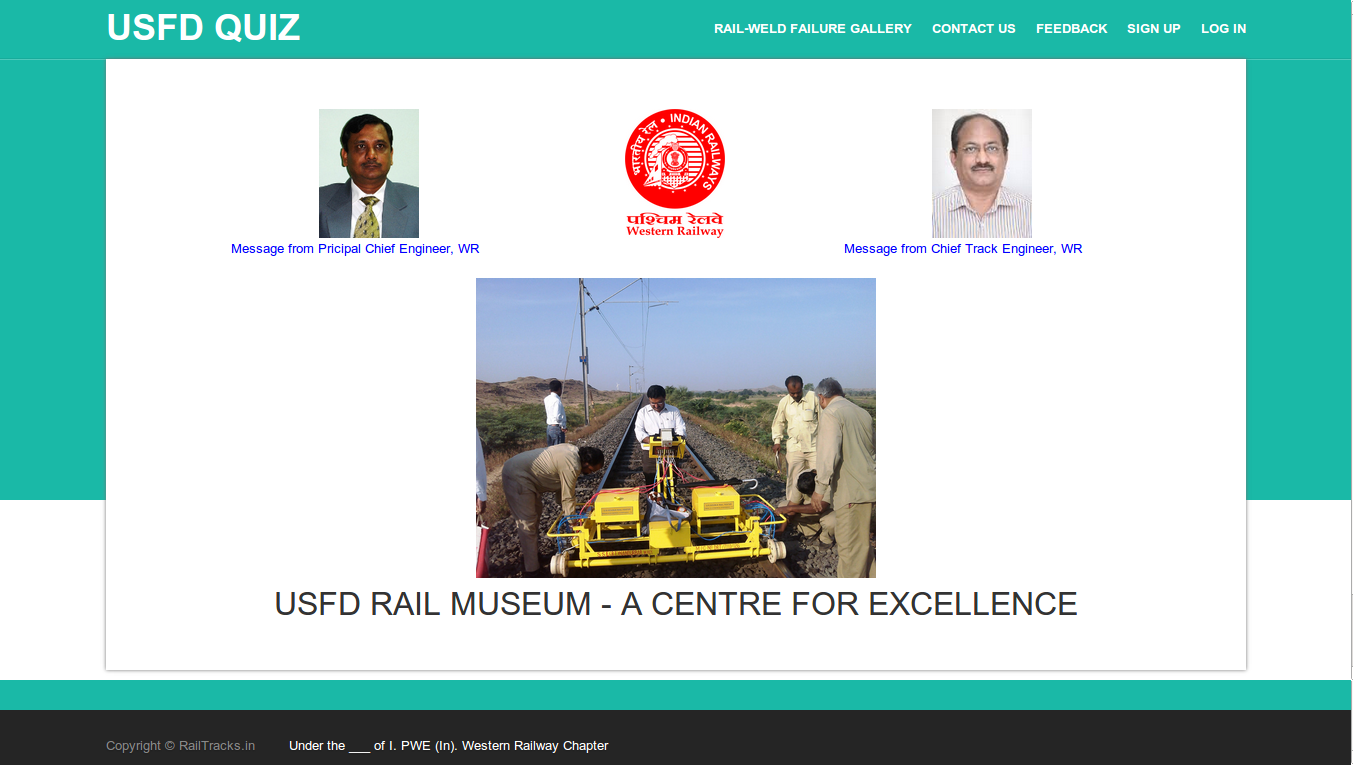 USFD QUIZ
RAIL-WELD FAILURE GALLERY CONTACT US FEEDBACK SIGN UP LOG IN
भारतीय रेल • INDIAN RAILWAYS
पश्चिम रेलवे
Western Railway
Message from Pricipal Chief Engineer, WR
Message from Chief Track Engineer, WR
USFD RAIL MUSEUM - A CENTRE FOR EXCELLENCE
Copyright © RailTracks.in Under the ___ of I. PWE (In). Western Railway Chapter